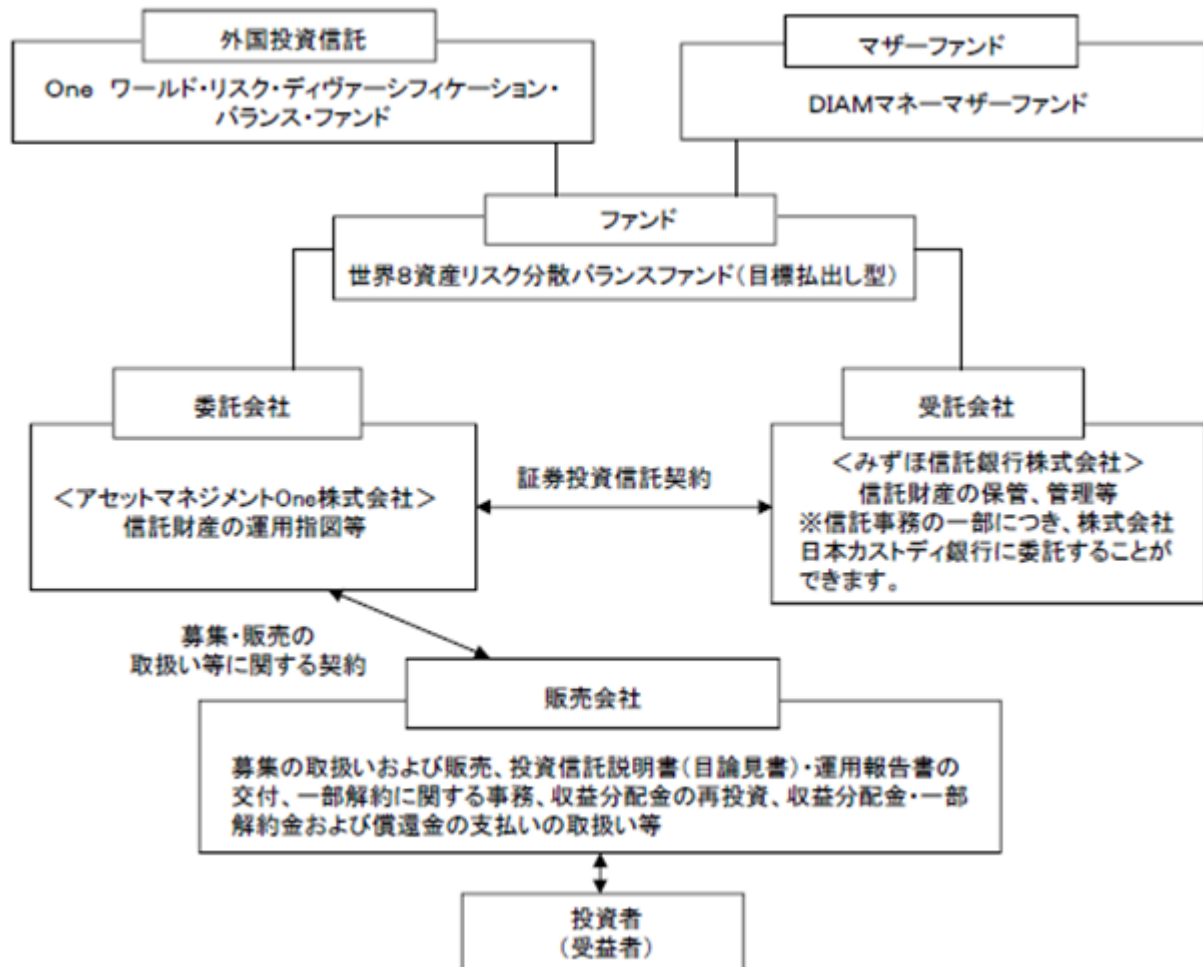 外国投資信託
One ワールド・リスク・ディヴァーシフィケーション・
バランス・ファンド
マザーファンド
DIAMマネーマザーファンド
ファンド
世界8資産リスク分散バランスファンド(目標払出し型)
委託会社
<アセットマネジメントOne株式会社>
信託財産の運用指図等
証券投資信託契約
受託会社
<みずほ信託銀行株式会社>
信託財産の保管、管理等
※信託事務の一部につき、株式会社
日本カストディ銀行に委託することが
できます。
募集・販売の
取扱い等に関する契約
販売会社
募集の取扱いおよび販売、投資信託説明書(目論見書)・運用報告書の
交付、一部解約に関する事務、収益分配金の再投資、収益分配金・一部
解約金および償還金の支払いの取扱い等
投資者
(受益者)